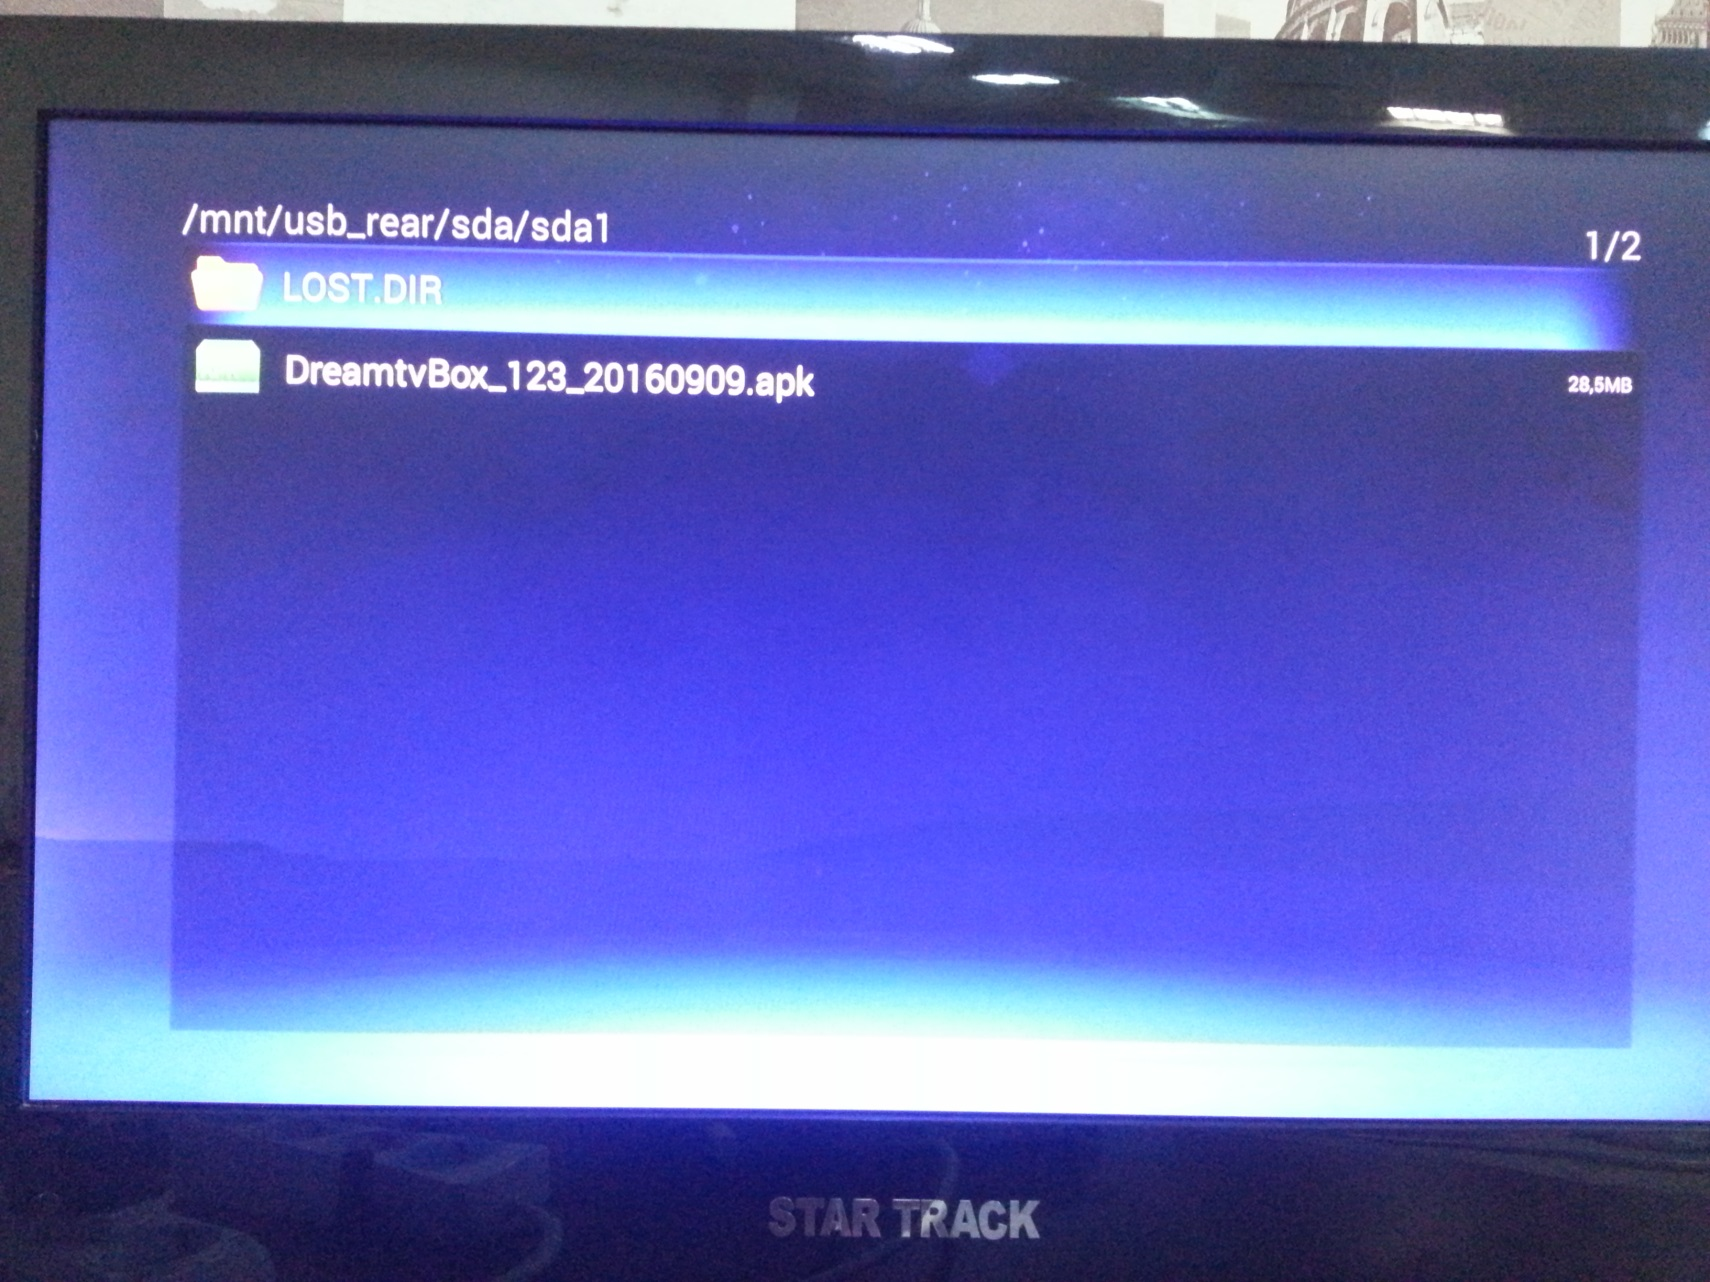 /mnt/usb_rear/sda/sda1
1/2
LOST.DIR
DreamtvBox_123_20160909.apk
28,5MB
STAR TRACK